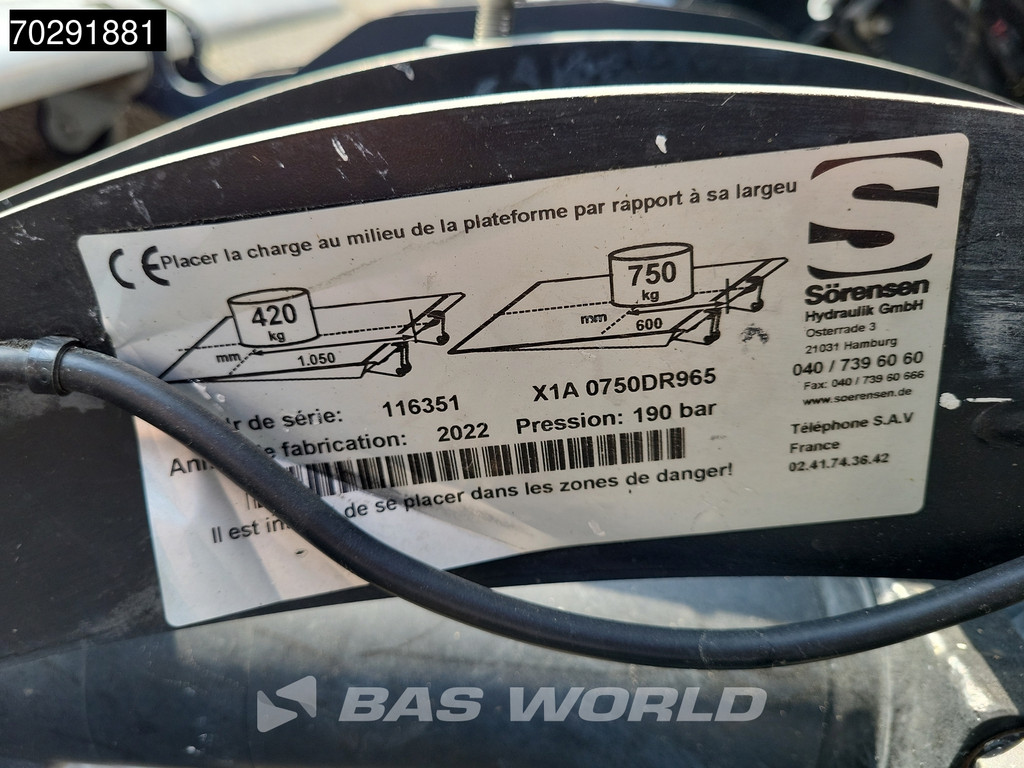 70291881
CE Placer la charge au milieu de la plateforme par rapport à sa largeu
420
kg
mm
1.050
750
kg
mm
600
S
Sörensen
Hydraulik GmbH
Osterrade 3
21031 Hamburg
040 / 739 60 60
Fax: 040 / 739 60 666
www.soerensen.de
Téléphone S.A.V
France
02.41.74.36.42
r de série: 116351 X1A 0750DR965
Ann e fabrication: 2022 Pression: 190 bar
Il est in de se placer dans les zones de danger!
BAS WORLD